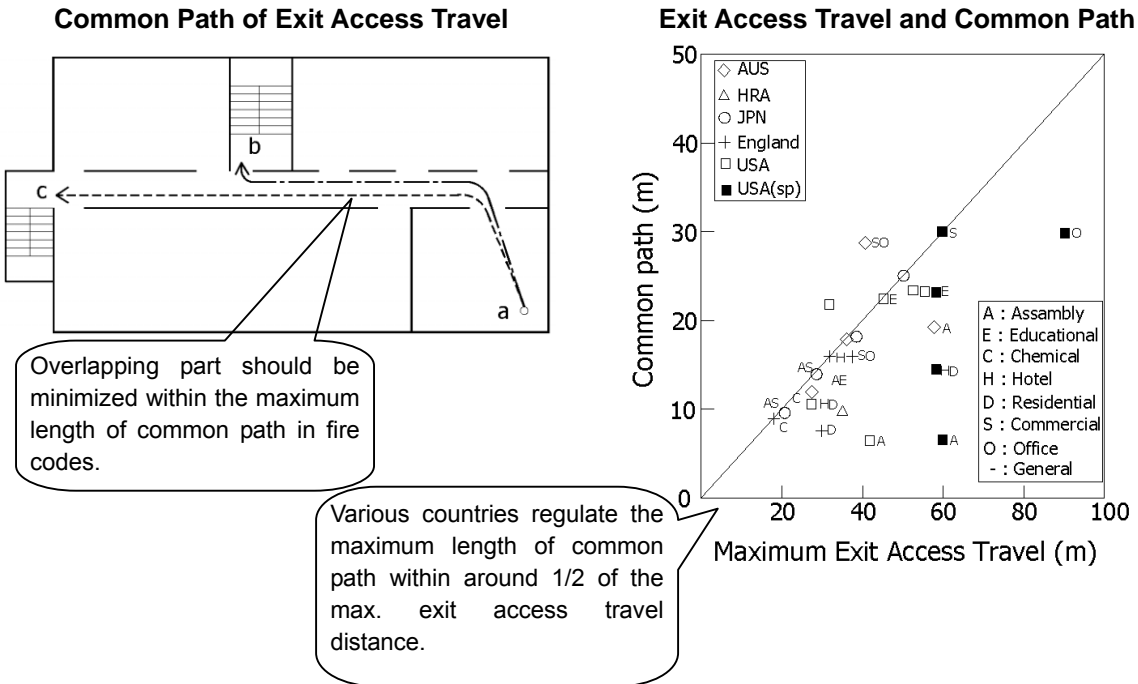 Common Path of Exit Access Travel
b
c
a
Overlapping part should be
minimized within the maximum
length of common path in fire
codes.
Exit Access Travel and Common Path
50
40
30
20
10
0
Common path (m)
AUS
HRA
JPN
England
USA
USA(sp)
S
O
SO
E
E
A
AS
H
SO
HD
AE
C
AS
HD
C
D
A
A
A : Assambly
E : Educational
C : Chemical
H : Hotel
D : Residential
S : Commercial
O : Office
- : General
20
40
60
80
100
Maximum Exit Access Travel (m)
Various countries regulate the
maximum length of common
path within around 1/2 of the
max. exit access travel
distance.